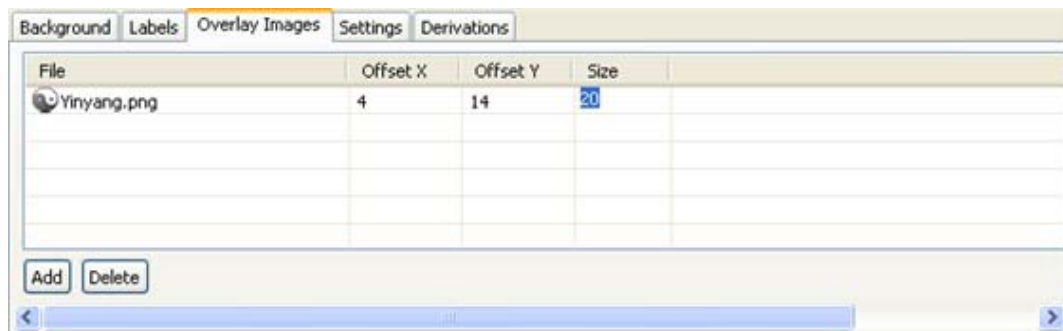 Background Labels Overlay Images Settings Derivations
File Offset X Offset Y Size
Yinyang.png 4 14 20
Add Delete